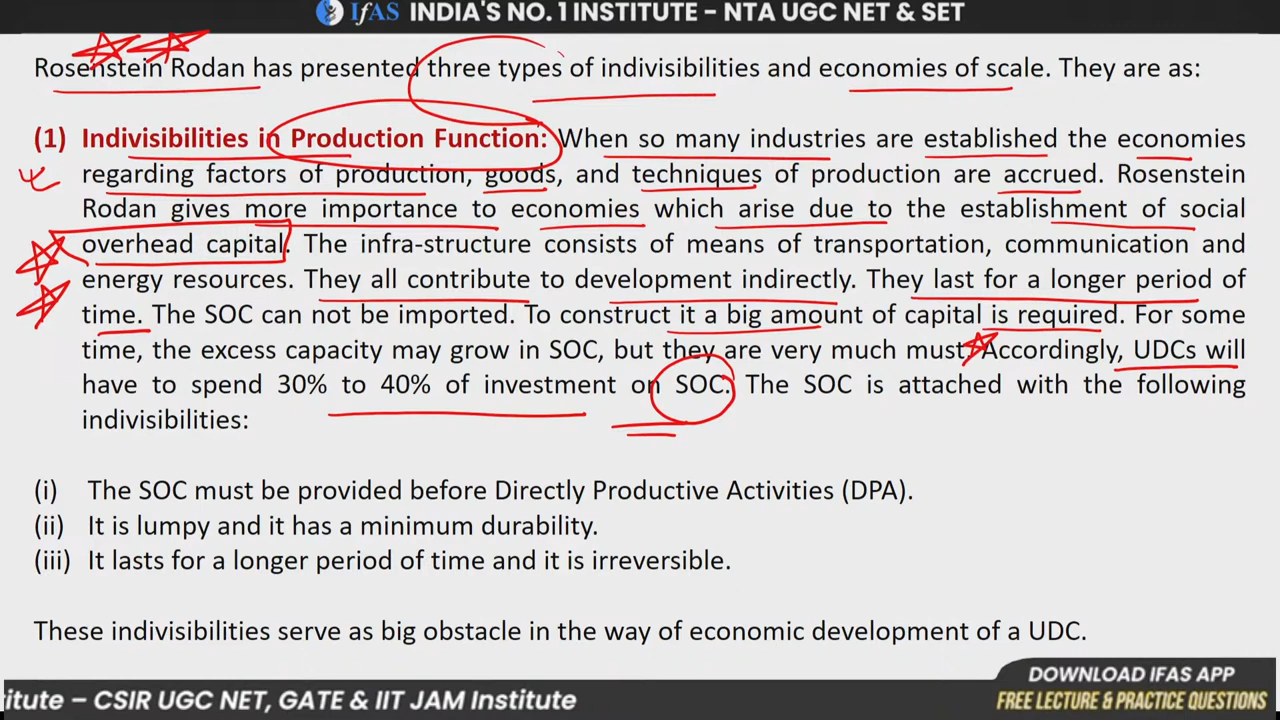 IFAS INDIA'S NO. 1 INSTITUTE – NTA UGC NET & SET
Rosenstein Rodan has presented three types of indivisibilities and economies of scale. They are as:
(1) Indivisibilities in Production Function: When so many industries are established the economies
regarding factors of production, goods, and techniques of production are accrued. Rosenstein
Rodan gives more importance to economies which arise due to the establishment of social
overhead capital. The infra-structure consists of means of transportation, communication and
energy resources. They all contribute to development indirectly. They last for a longer period of
time. The SOC can not be imported. To construct it a big amount of capital is required. For some
time, the excess capacity may grow in SOC, but they are very much must. Accordingly, UDCs will
have to spend 30% to 40% of investment on SOC. The SOC is attached with the following
indivisibilities:
(i) The SOC must be provided before Directly Productive Activities (DPA).
(ii) It is lumpy and it has a minimum durability.
(iii) It lasts for a longer period of time and it is irreversible.
These indivisibilities serve as big obstacle in the way of economic development of a UDC.
DOWNLOAD IFAS APP
itute – CSIR UGC NET, GATE & IIT JAM Institute
FREE LECTURE & PRACTICE QUESTIONS